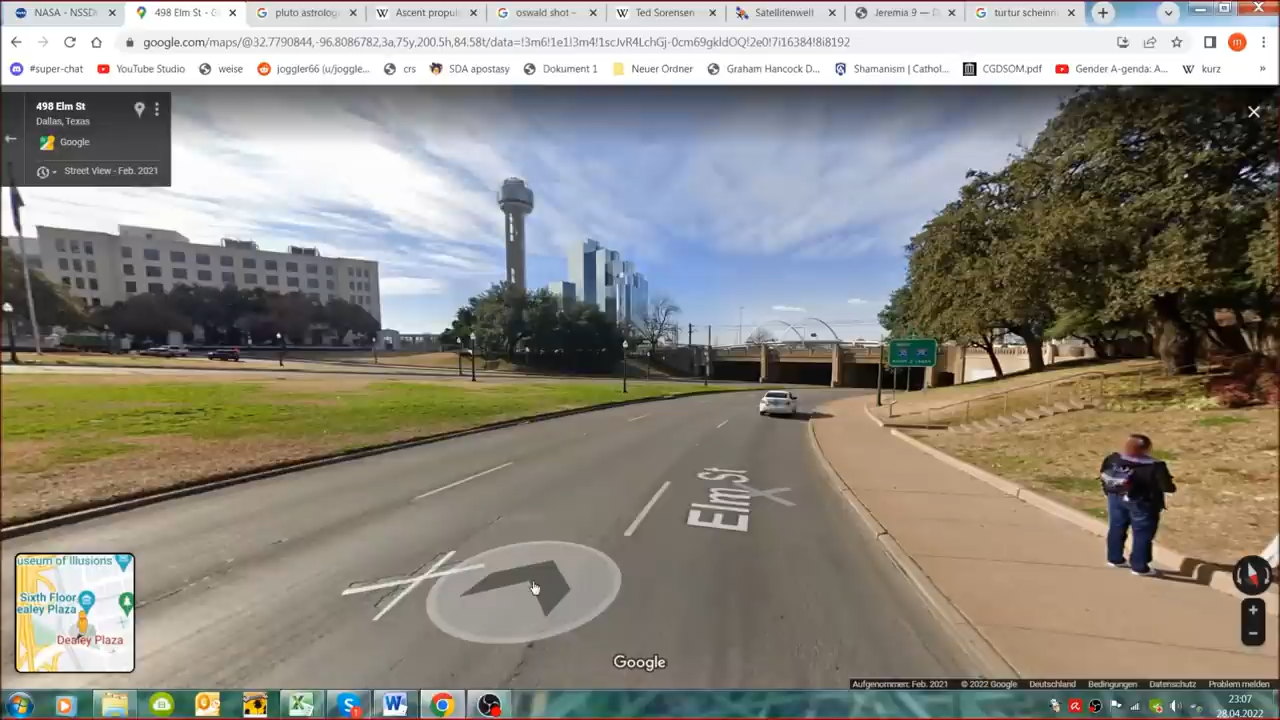 NASA - NSSD
498 Elm St - G
pluto astrolog
Ascent propul
oswald shot -
Ted Sorensen
Satellitenwelt
Jeremia 9 —
turtur scheinr
google.com/maps/@32.7790844,-96.8086782,3a,75y,200.5h,84.58t/data=!3m6!1e1!3m4!1scJvR4LchGj-0cm69gkIdOQ!2e0!7i16384!8i8192
m
#super-chat
YouTube Studio
weise
joggler66 (u/joggle...
crs
SDA apostasy
Dokument 1
Neuer Ordner
Graham Hancock D...
Shamanism | Cathol...
CGDSOM.pdf
Gender A-genda: A...
kurz
»
498 Elm St
Dallas, Texas
Google
Street View - Feb. 2021
Elm St
useum of Illusions
Sixth Floor
ealey Plaza
Dealey Plaza
Google
Aufgenommen: Feb. 2021 © 2022 Google Deutschland Bedingungen Datenschutz Problem melden
23:07
28.04.2022